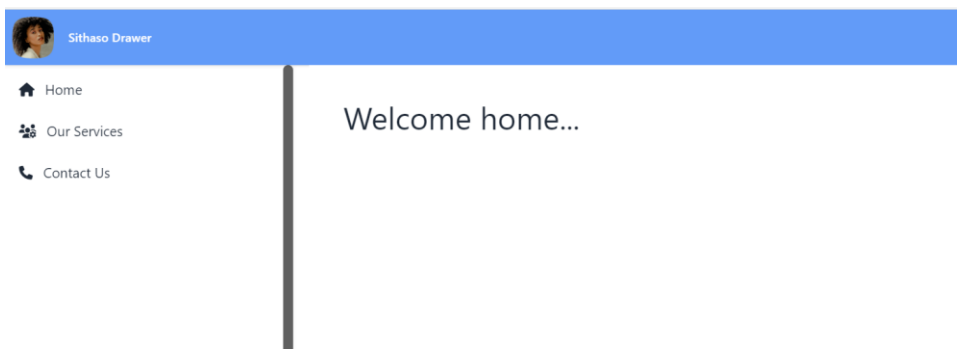 Sithaso Drawer
Home
Our Services
Contact Us
Welcome home...